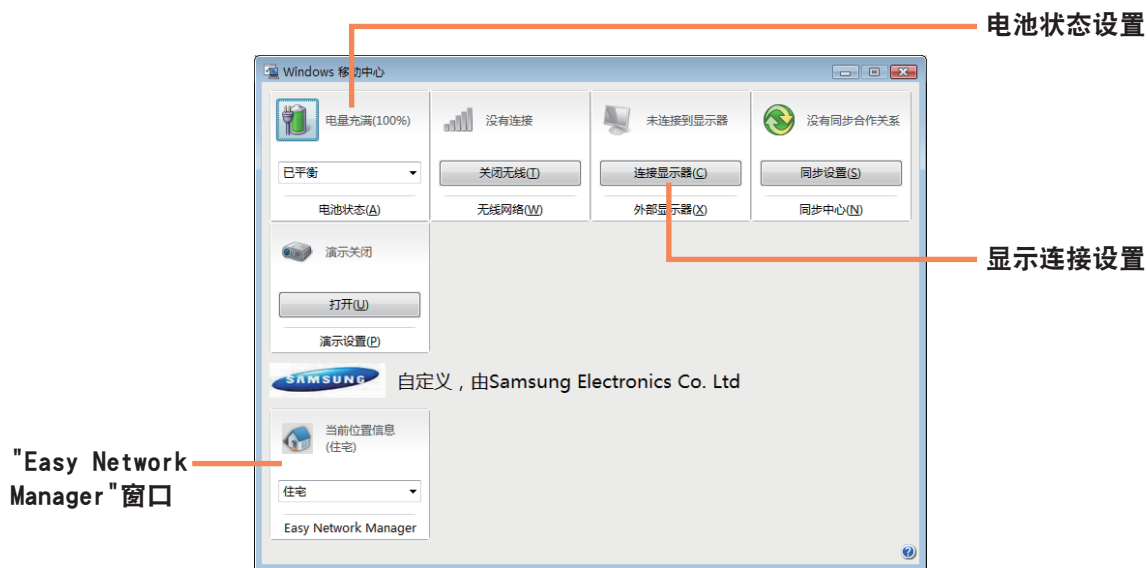 电池状态设置
Windows 移动中心
电量充满(100%)
没有连接
未连接到显示器
没有同步合作关系
已平衡
关闭无线(T)
连接显示器(C)
同步设置(S)
电池状态(A)
无线网络(W)
外部显示器(X)
同步中心(N)
演示关闭
显示连接设置
打开(U)
演示设置(P)
SAMSUNG 自定义，由Samsung Electronics Co. Ltd
当前位置信息
(住宅)
"Easy Network
Manager"窗口
住宅
Easy Network Manager